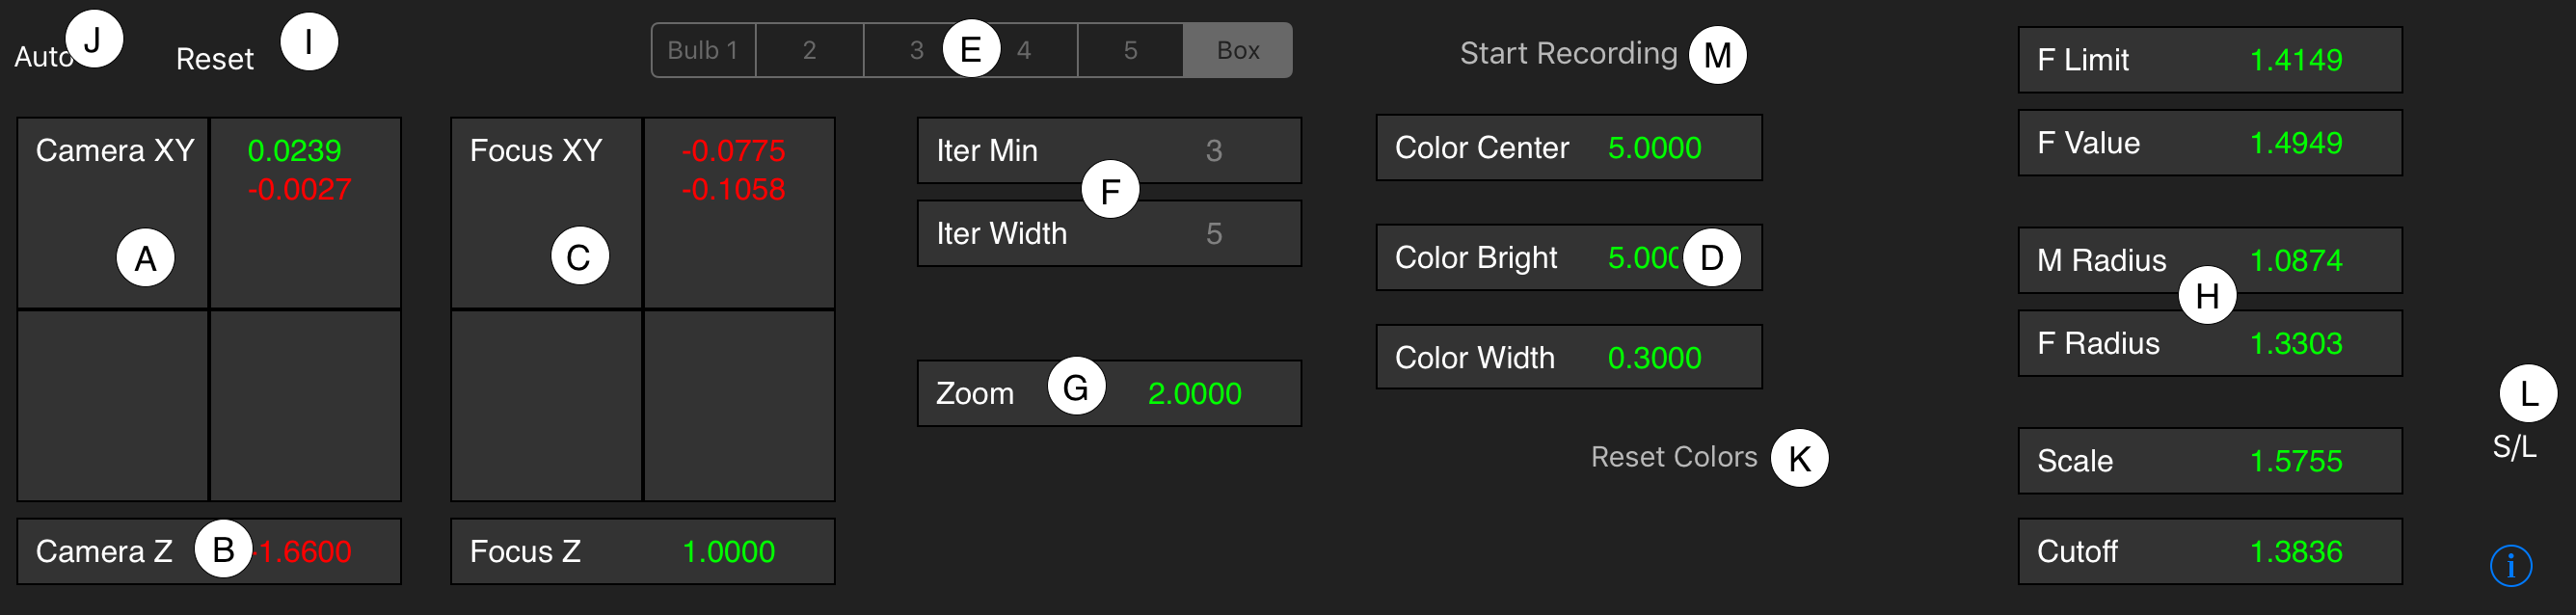 Auto J
Reset I
Bulb 1 2 3 E 4 5 Box
Start Recording M
Camera XY 0.0239
-0.0027
A
Camera Z B -1.6600
Focus XY -0.0775
-0.1058
C
Focus Z 1.0000
Iter Min 3
F
Iter Width 5
Zoom G 2.0000
Color Center 5.0000
Color Bright 5.000 D
Color Width 0.3000
Reset Colors K
F Limit 1.4149
F Value 1.4949
M Radius 1.0874
H
F Radius 1.3303
Scale 1.5755
Cutoff 1.3836
L
S/L
i